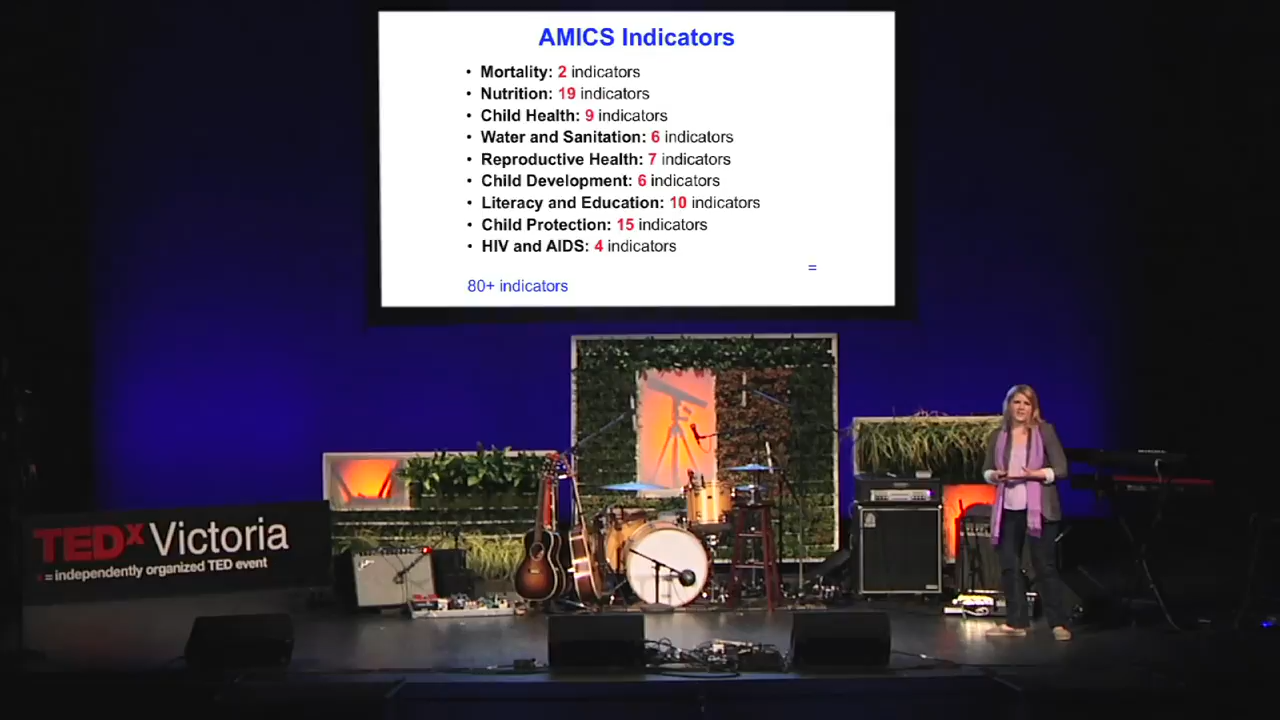 AMICS Indicators
• Mortality: 2 indicators
• Nutrition: 19 indicators
• Child Health: 9 indicators
• Water and Sanitation: 6 indicators
• Reproductive Health: 7 indicators
• Child Development: 6 indicators
• Literacy and Education: 10 indicators
• Child Protection: 15 indicators
• HIV and AIDS: 4 indicators
=
80+ indicators
TEDx Victoria
x = independently organized TED event